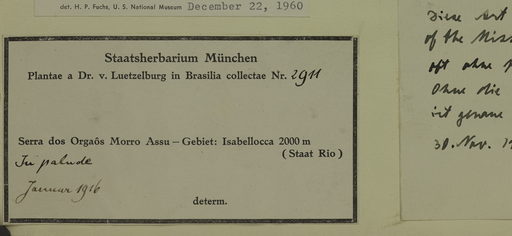 det. H. P. Fuchs, U. S. National Museum December 22, 1960
Staatsherbarium München
Plantae a Dr. v. Luetzelburg in Brasilia collectae Nr. 2911
Serra dos Orgaôs Morro Assu – Gebiet: Isabellocca 2000 m
(Staat Rio)
In palude
Januar 1916
determ.
Diese Art
of the Miss
oft ohne
Ohne die
ist genaue
30. Nov. 19